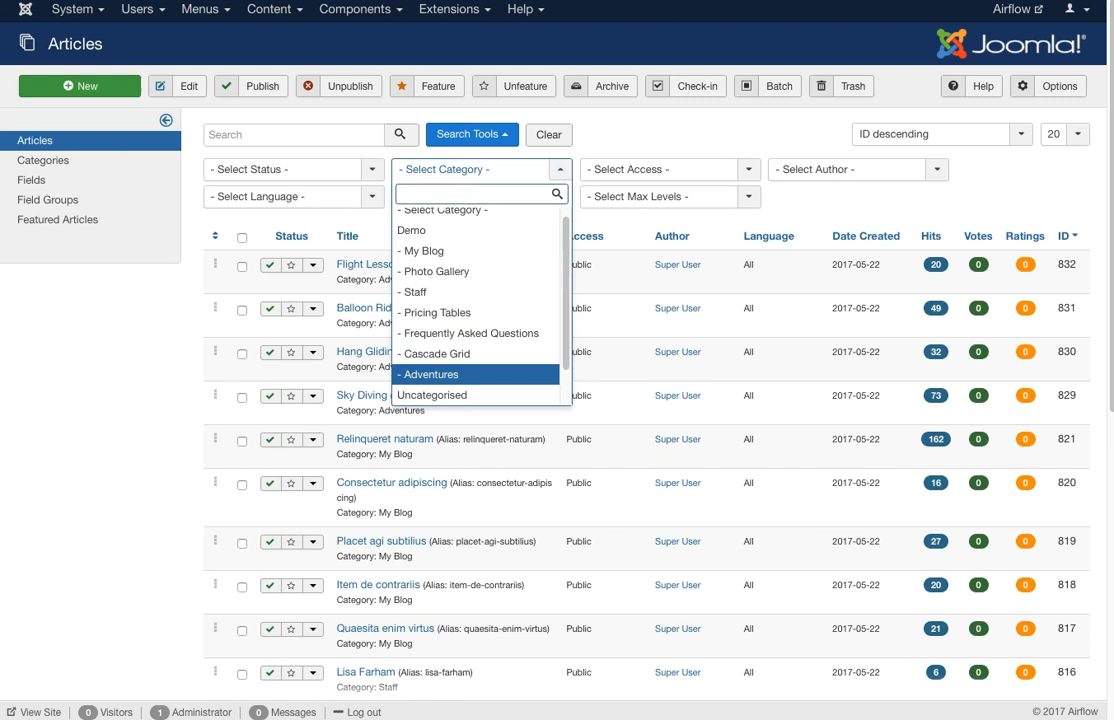 System Users Menus Content Components Extensions Help Airflow
Articles Joomla!®
New Edit Publish Unpublish Feature Unfeature Archive Check-in Batch Trash Help Options
Articles
Categories
Fields
Field Groups
Featured Articles
Search Search Tools Clear ID descending 20
- Select Status - - Select Category - - Select Access - - Select Author -
- Select Language - - Select Max Levels -
- Select Category -
Demo
- My Blog
- Photo Gallery
- Staff
- Pricing Tables
- Frequently Asked Questions
- Cascade Grid
- Adventures
Uncategorised
Status Title Author Language Date Created Hits Votes Ratings ID
Super User All 2017-05-22 20 0 0 832
Balloon Super User All 2017-05-22 49 0 0 831
Hang Super User All 2017-05-22 32 0 0 830
Sky Diving Super User All 2017-05-22 73 0 0 829
Category: Adventures
Relinqueret naturam (Alias: relinqueret-naturam) Public Super User All 2017-05-22 162 0 0 821
Category: My Blog
Consectetur adipiscing (Alias: consectetur-adipis Public Super User All 2017-05-22 16 0 0 820
cing)
Category: My Blog
Placet agi subtilius (Alias: placet-agi-subtilius) Public Super User All 2017-05-22 27 0 0 819
Category: My Blog
Item de contrariis (Alias: item-de-contrariis) Public Super User All 2017-05-22 20 0 0 818
Category: My Blog
Quaesita enim virtus (Alias: quaesita-enim-virtus) Public Super User All 2017-05-22 21 0 0 817
Category: My Blog
Lisa Farham (Alias: lisa-farham) Public Super User All 2017-05-22 6 0 0 816
Category: Staff
View Site 0 Visitors 1 Administrator 0 Messages Log out © 2017 Airflow